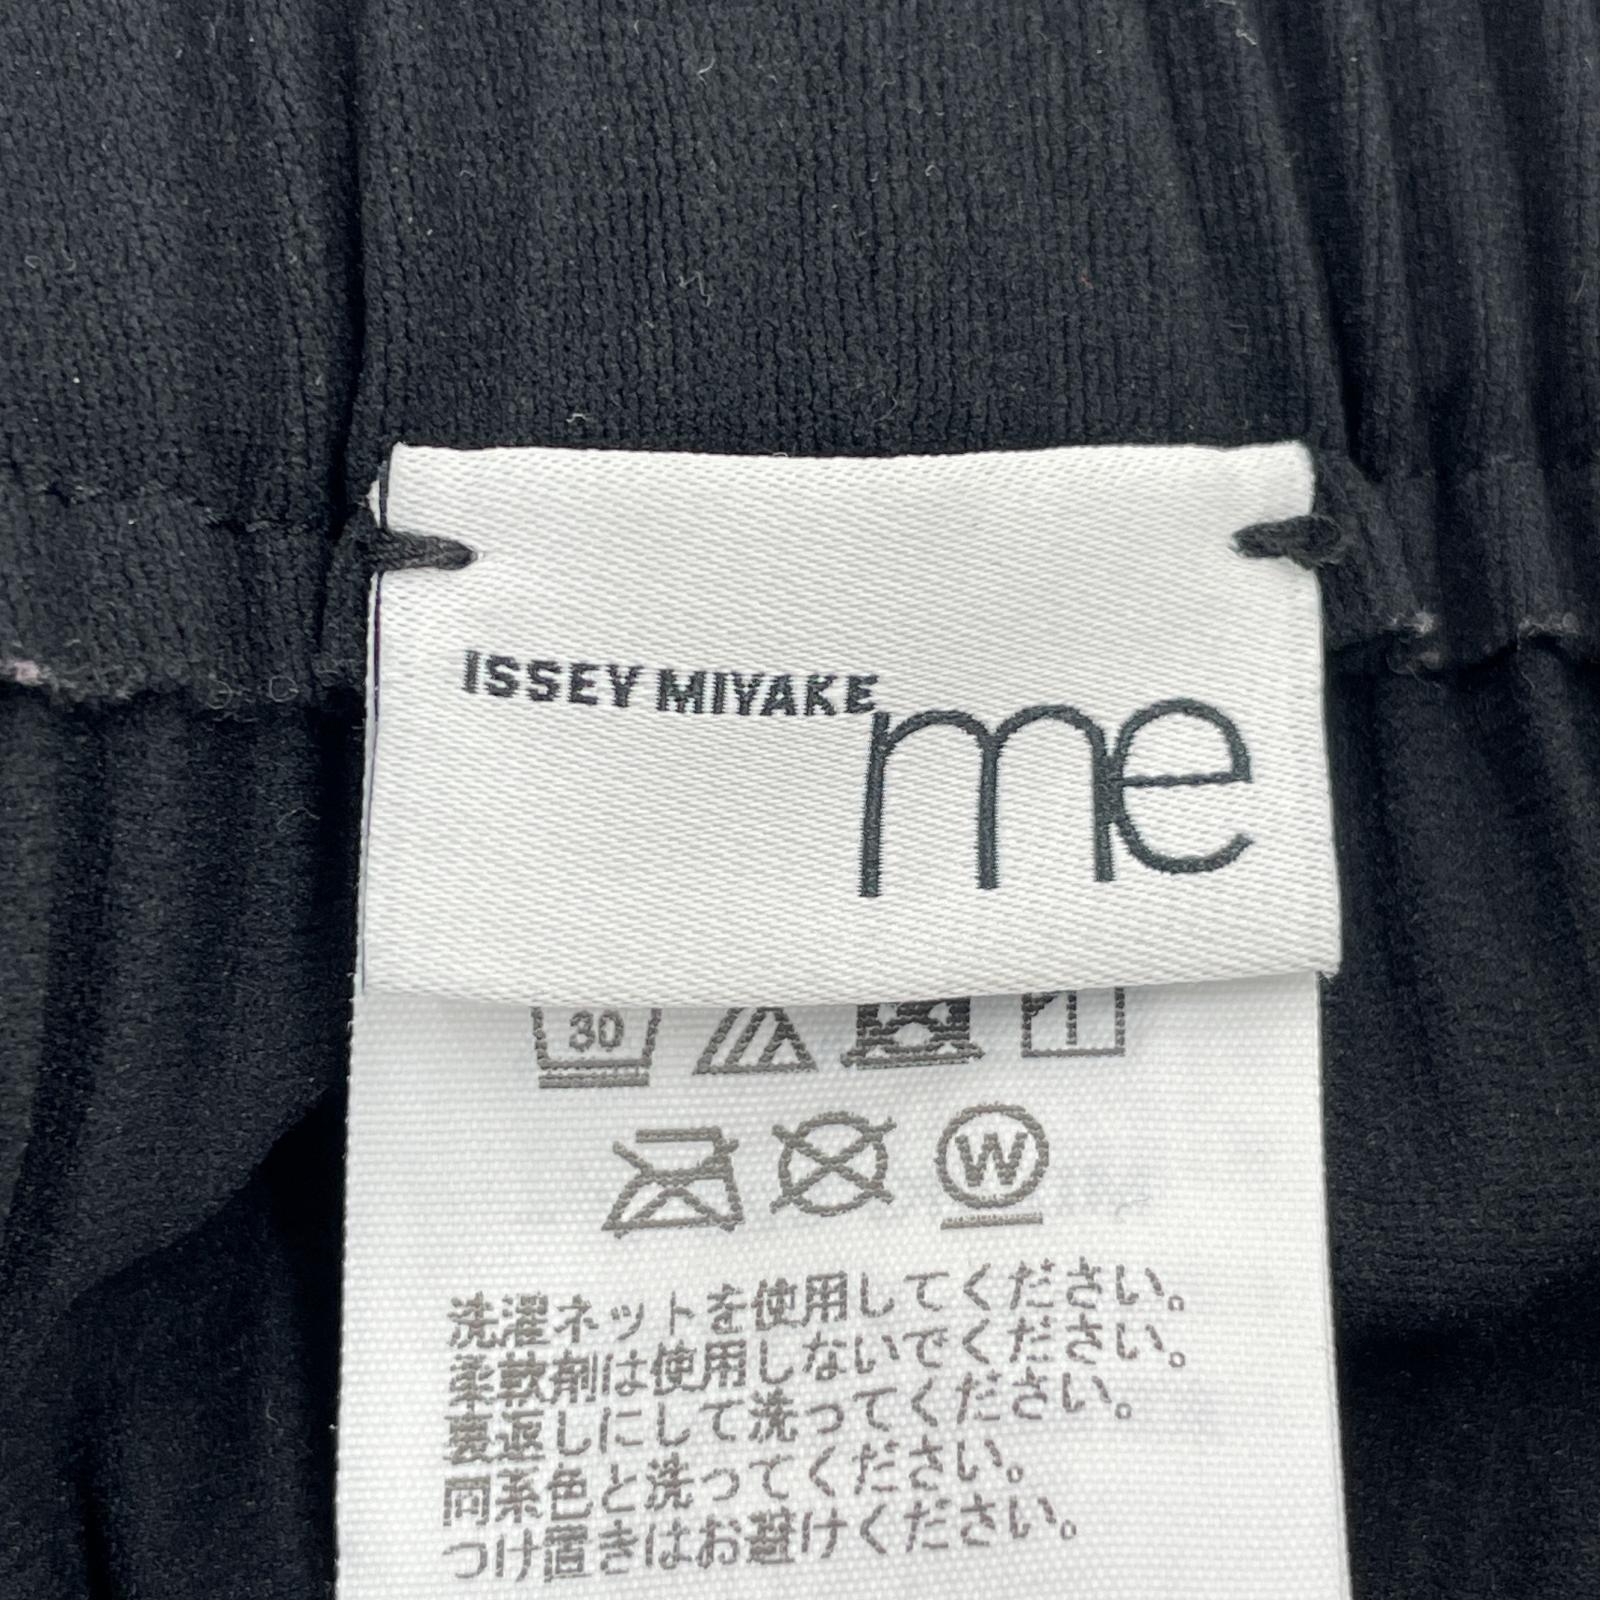 ISSEY MIYAKE
me
30
W
洗濯ネットを使用してください。
柔軟剤は使用しないでください。
裏返しにして洗ってください。
同系色と洗ってください。
つけ置きはお避けください。